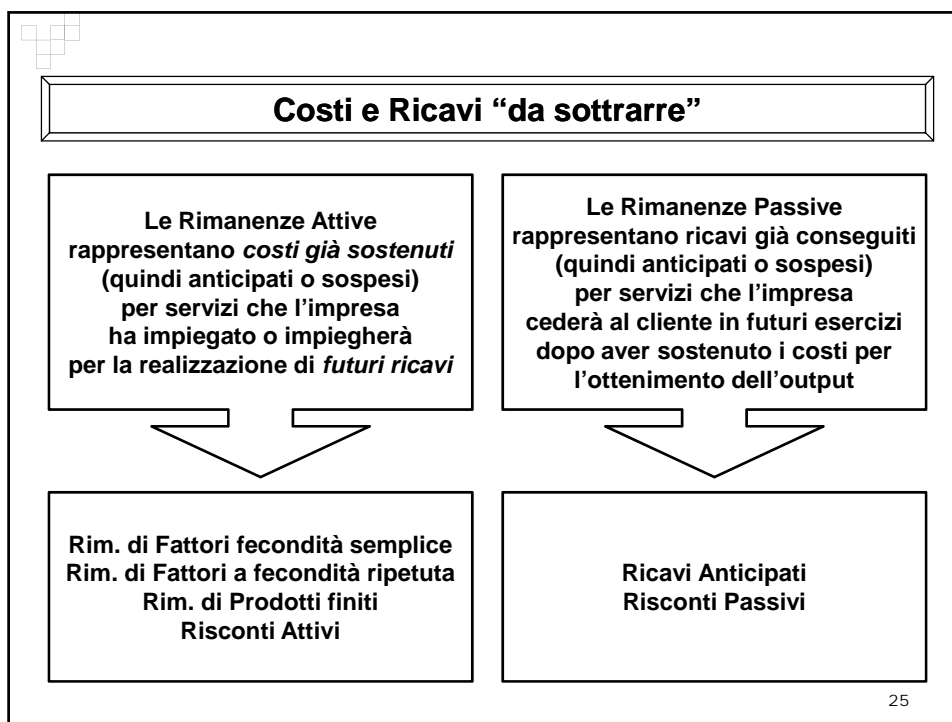 Costi e Ricavi “da sottrarre”
Le Rimanenze Attive
rappresentano costi già sostenuti
(quindi anticipati o sospesi)
per servizi che l’impresa
ha impiegato o impiegherà
per la realizzazione di futuri ricavi
Le Rimanenze Passive
rappresentano ricavi già conseguiti
(quindi anticipati o sospesi)
per servizi che l’impresa
cederà al cliente in futuri esercizi
dopo aver sostenuto i costi per
l’ottenimento dell’output
Rim. di Fattori fecondità semplice
Rim. di Fattori a fecondità ripetuta
Rim. di Prodotti finiti
Risconti Attivi
Ricavi Anticipati
Risconti Passivi
25